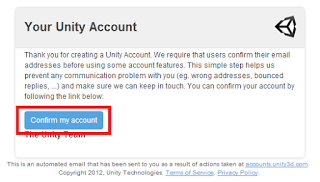 Your Unity Account
Thank you for creating a Unity Account. We require that users confirm their email
addresses before using some account features. This simple step helps us
prevent any communication problem with you (eg. wrong addresses, bounced
replies, ...) and make sure we can keep in touch. You can confirm your account by
following the link below:
Confirm my account
The Unity Team
This is an automated email that has been sent to you as a result of actions taken at accounts.unity3d.com.
Copyright 2012, Unity Technologies. Terms of Service. Privacy Policy.